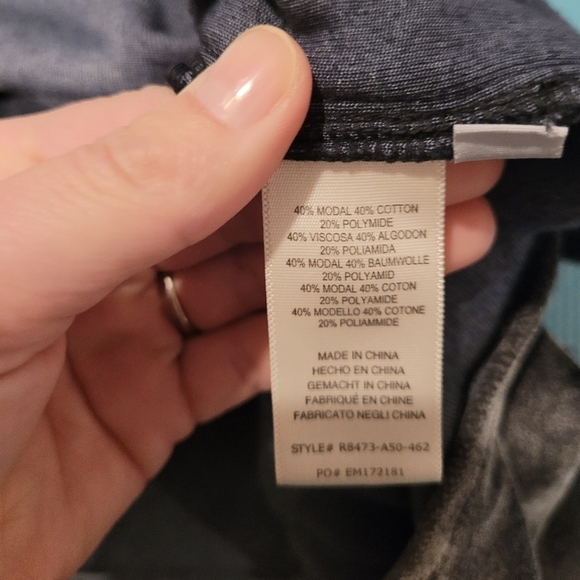 40% MODAL 40% COTTON
20% POLYMIDE
40% VISCOSA 40% ALGODON
20% POLIAMIDA
40% MODAL 40% BAUMWOLLE
20% POLYAMID
40% MODAL 40% COTON
20% POLYAMIDE
40% MODELLO 40% COTONE
20% POLIAMMIDE
MADE IN CHINA
HECHO EN CHINA
GEMACHT IN CHINA
FABRIQUÉ EN CHINE
FABRICATO NEGLI CHINA
STYLE# R8473-A50-462
PO# EM172181